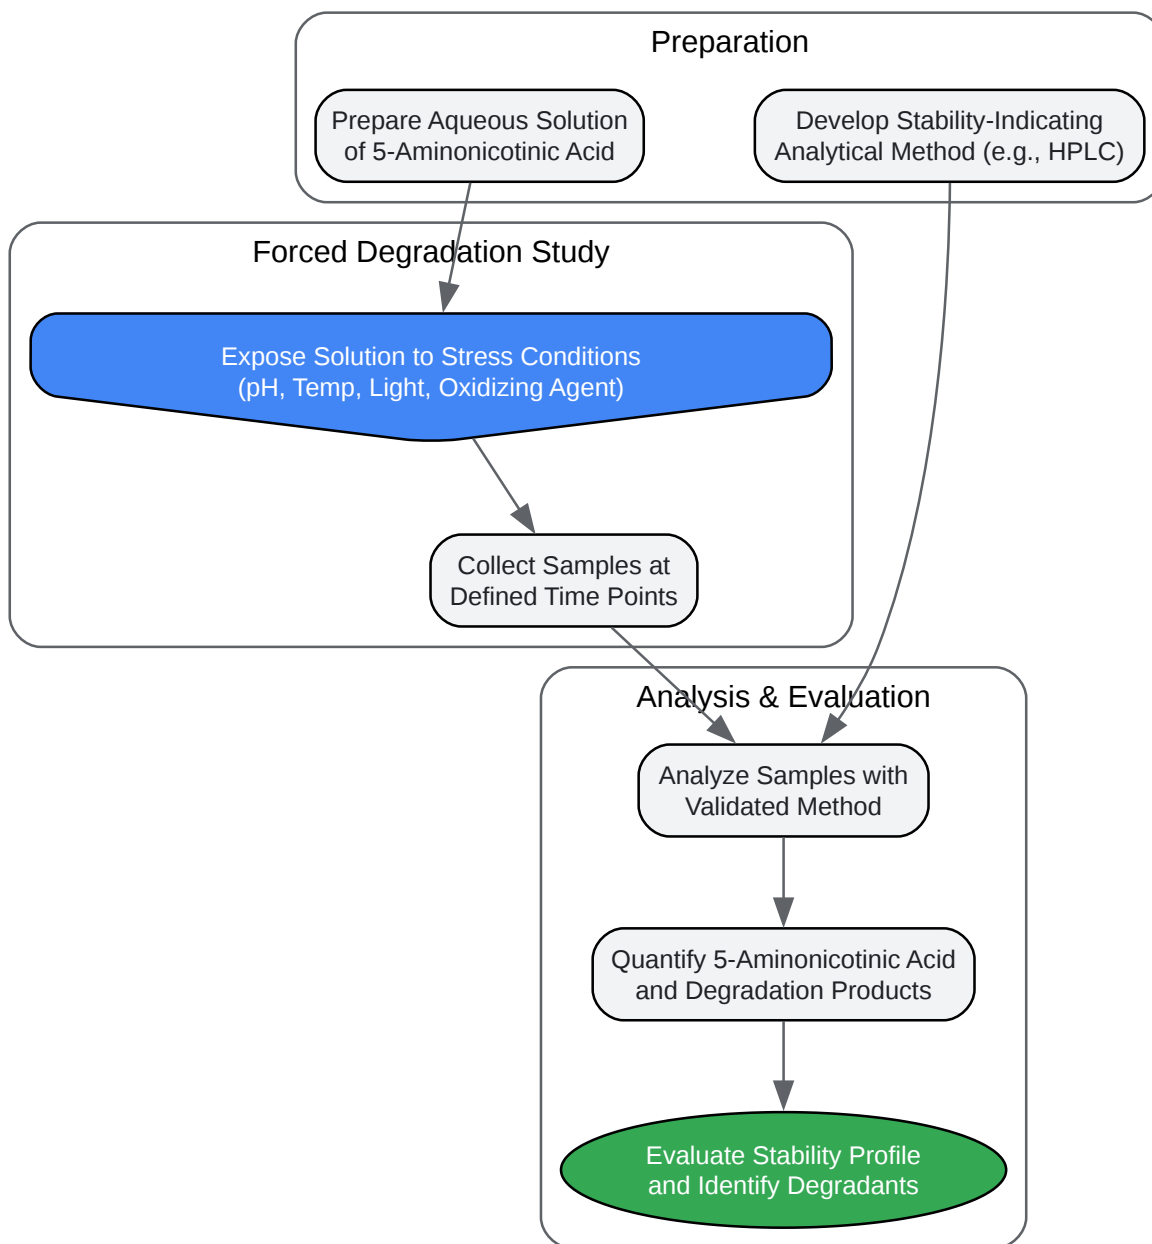 Preparation
Prepare Aqueous Solution
of 5-Aminonicotinic Acid
Develop Stability-Indicating
Analytical Method (e.g., HPLC)
Forced Degradation Study
Expose Solution to Stress Conditions
(pH, Temp, Light, Oxidizing Agent)
Collect Samples at
Defined Time Points
Analysis & Evaluation
Analyze Samples with
Validated Method
Quantify 5-Aminonicotinic Acid
and Degradation Products
Evaluate Stability Profile
and Identify Degradants